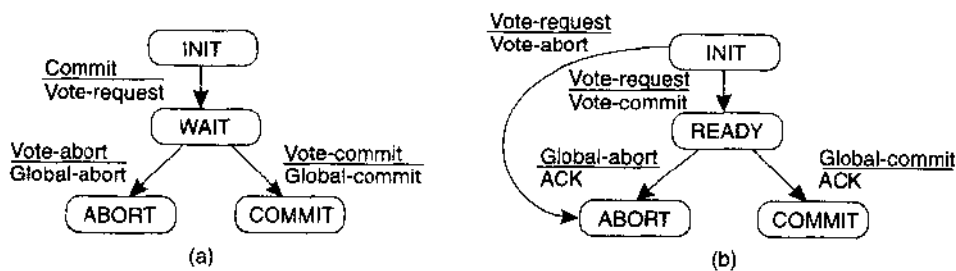 INIT
Commit
Vote-request
WAIT
Vote-abort
Global-abort
Vote-commit
Global-commit
ABORT
COMMIT
(a)
Vote-request
Vote-abort
INIT
Vote-request
Vote-commit
READY
Global-abort
ACK
Global-commit
ACK
ABORT
COMMIT
(b)